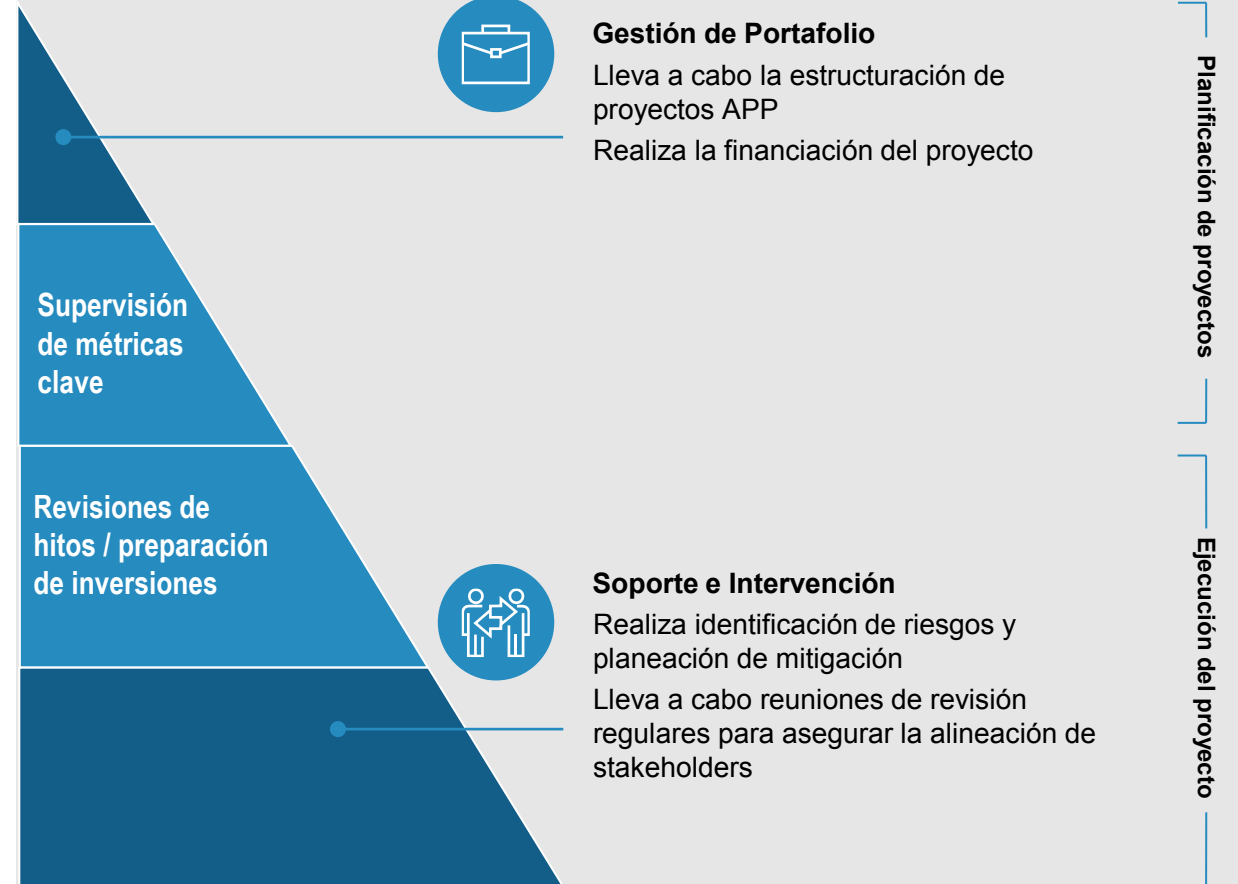 Gestión de Portafolio
Lleva a cabo la estructuración de
proyectos APP
Realiza la financiación del proyecto
Planificación de proyectos
Supervisión
de métricas
clave
Revisiones de
hitos / preparación
de inversiones
Soporte e Intervención
Realiza identificación de riesgos y
planeación de mitigación
Lleva a cabo reuniones de revisión
regulares para asegurar la alineación de
stakeholders
Ejecución del proyecto